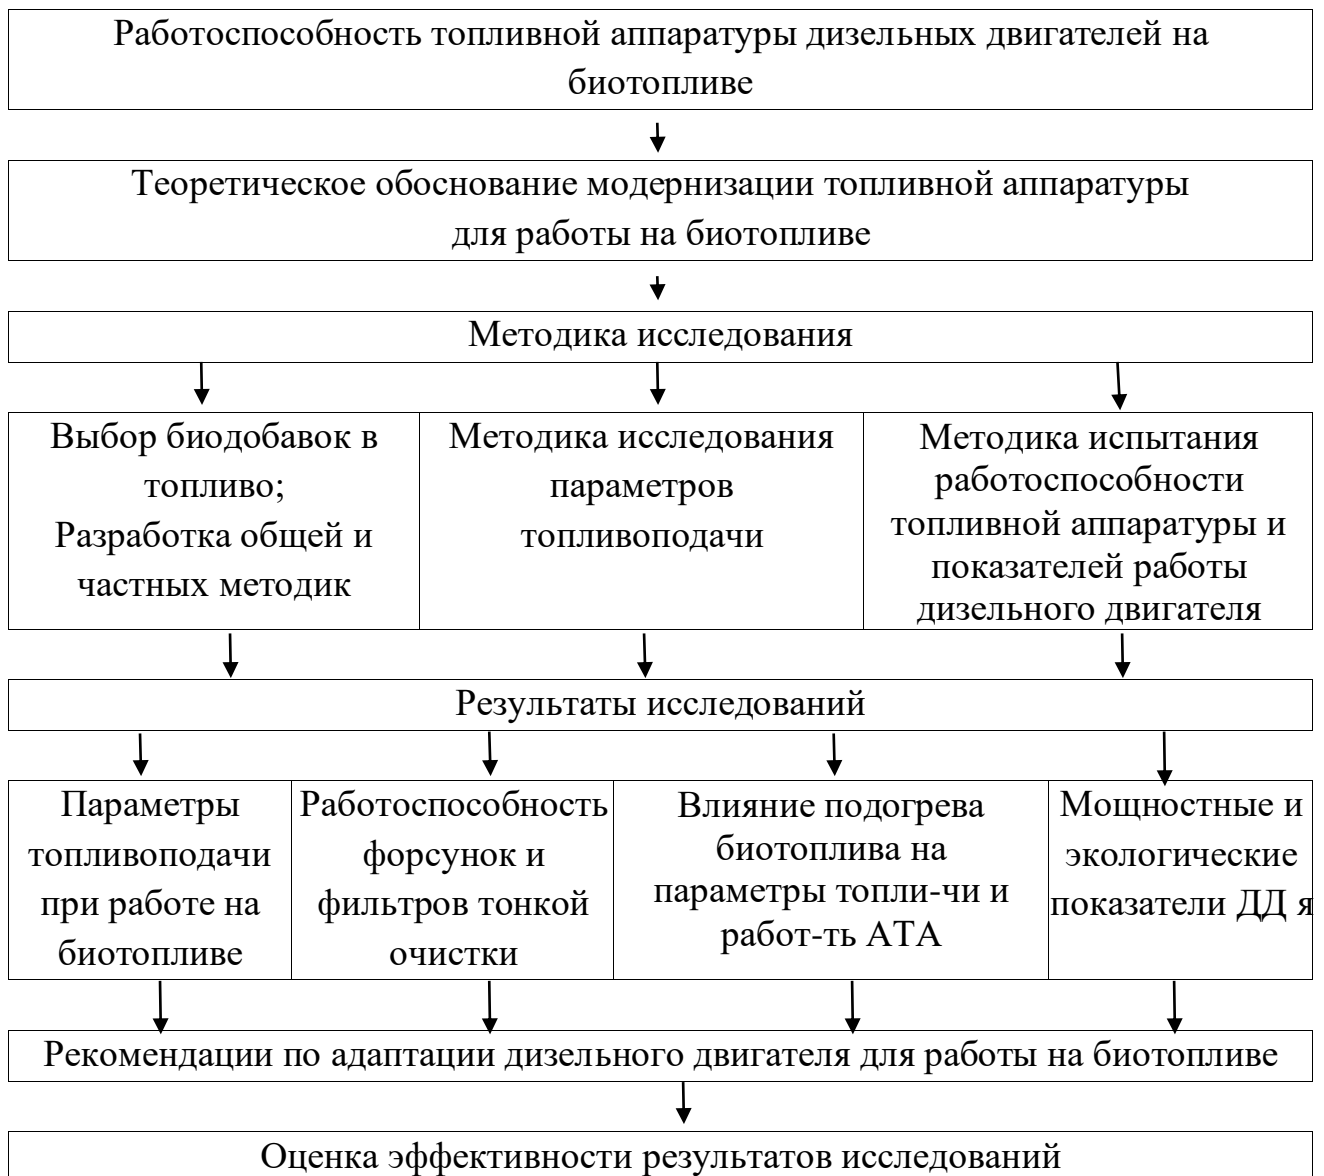 Работоспособность топливной аппаратуры дизельных двигателей на
биотопливе
Теоретическое обоснование модернизации топливной аппаратуры
для работы на биотопливе
Методика исследования
Выбор биодобавок в
топливо;
Разработка общей и
частных методик
Методика исследования
параметров
топливоподачи
Методика испытания
работоспособности
топливной аппаратуры и
показателей работы
дизельного двигателя
Результаты исследований
Параметры
топливоподачи
при работе на
биотопливе
Работоспособность
форсунок и
фильтров тонкой
очистки
Влияние подогрева
биотоплива на
параметры топли-чи и
работ-ть АТА
Мощностные и
экологические
показатели ДД я
Рекомендации по адаптации дизельного двигателя для работы на биотопливе
Оценка эффективности результатов исследований